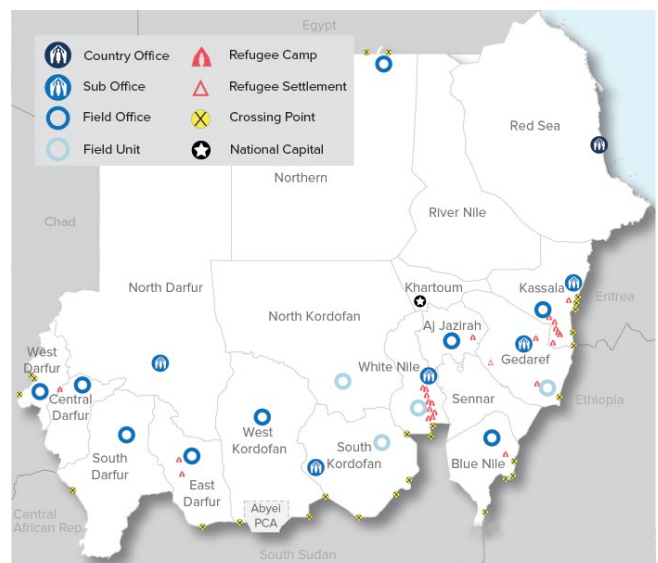 Egypt
Country Office
Refugee Camp
Sub Office
Refugee Settlement
Field Office
Crossing Point
Field Unit
National Capital
Red Sea
Northern
Chad
River Nile
North Darfur
Khartoum
Kassala
Eritrea
North Kordofan
Aj Jazirah
West
Darfur
White Nile
Gedaref
Central
Darfur
Sennar
Ethiopia
West
Kordofan
South
Kordofan
South
Darfur
East
Darfur
Blue Nile
Abyei
PCA
Central
African Rep.
South Sudan